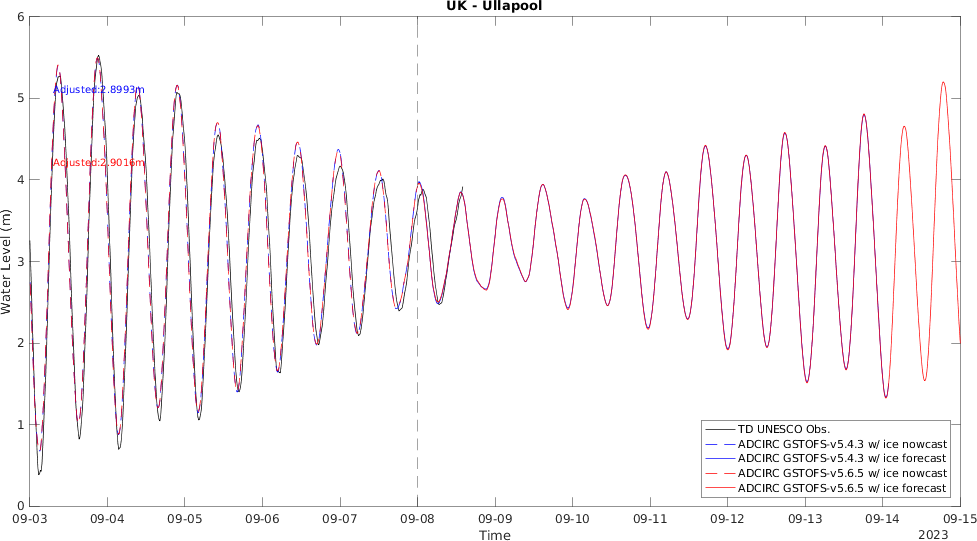 UK - Ullapool
6
5
4
3
2
1
0
Water Level (m)
Adjusted:2.8993m
Adjusted:2.9016m
TD UNESCO Obs.
ADCIRC GSTOFS-v5.4.3 w/ ice nowcast
ADCIRC GSTOFS-v5.4.3 w/ ice forecast
ADCIRC GSTOFS-v5.6.5 w/ ice nowcast
ADCIRC GSTOFS-v5.6.5 w/ ice forecast
09-03 09-04 09-05 09-06 09-07 09-08 09-09 09-10 09-11 09-12 09-13 09-14 09-15
Time
2023